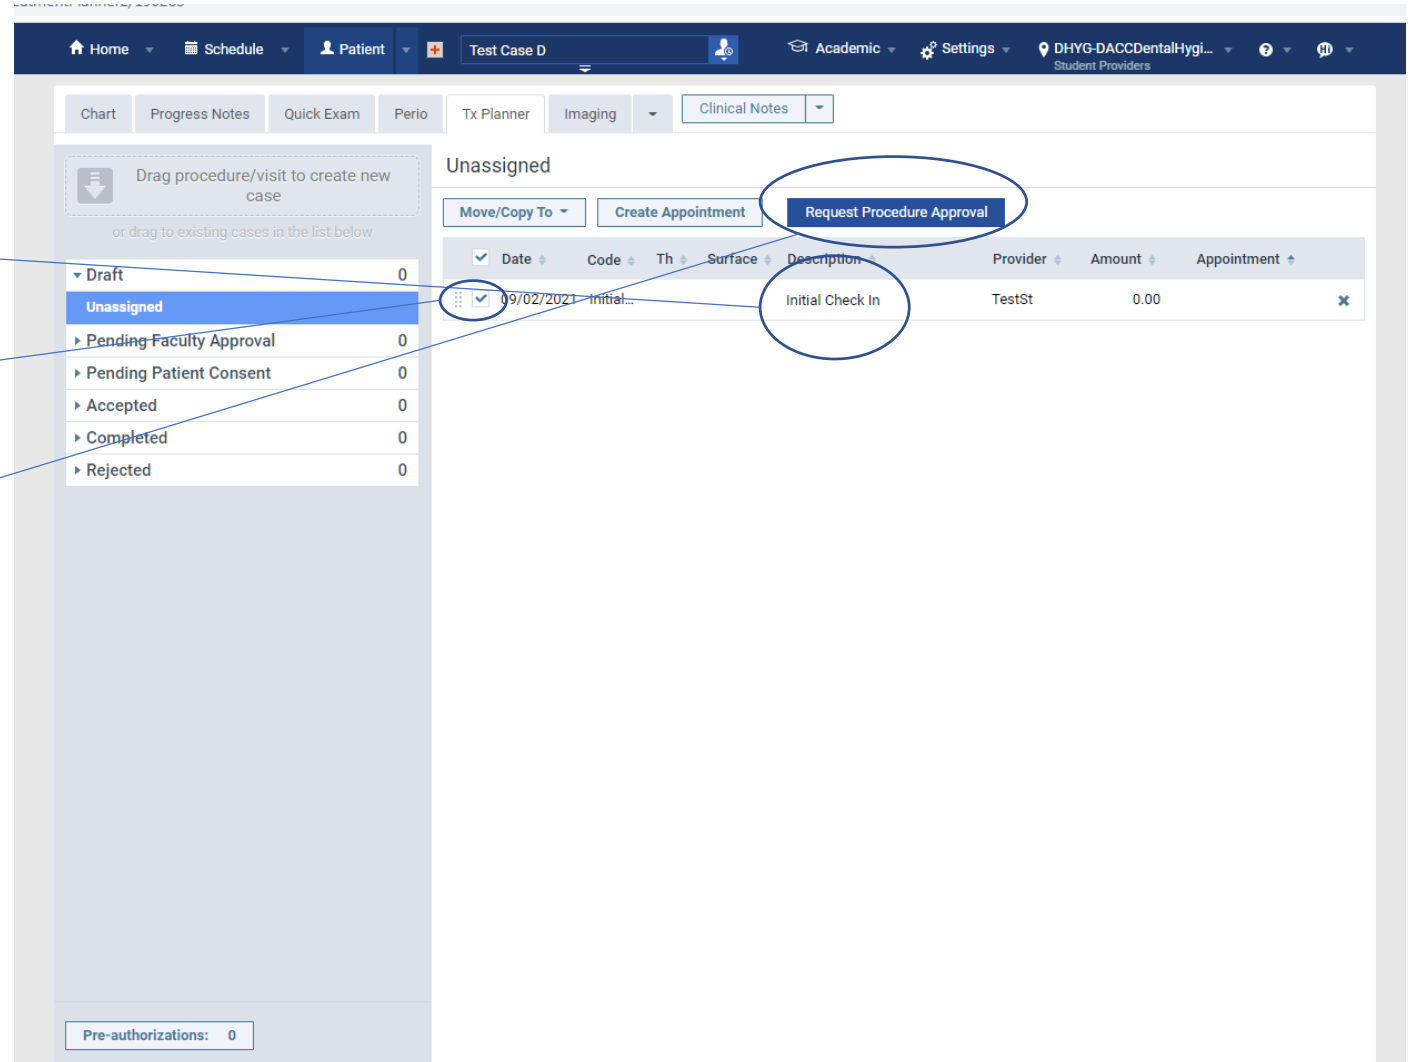 Home Schedule Patient Test Case D Academic Settings DHYG-DACCDentalHygi...
Student Providers
Chart Progress Notes Quick Exam Perio Tx Planner Imaging Clinical Notes
Drag procedure/visit to create new
case
or drag to existing cases in the list below
Draft 0
Unassigned
Pending Faculty Approval 0
Pending Patient Consent 0
Accepted 0
Completed 0
Rejected 0
Pre-authorizations: 0
Unassigned
Move/Copy To Create Appointment Request Procedure Approval
Date Code Th Surface Description Provider Amount Appointment
09/02/2021 Initial... Initial Check In TestSt 0.00